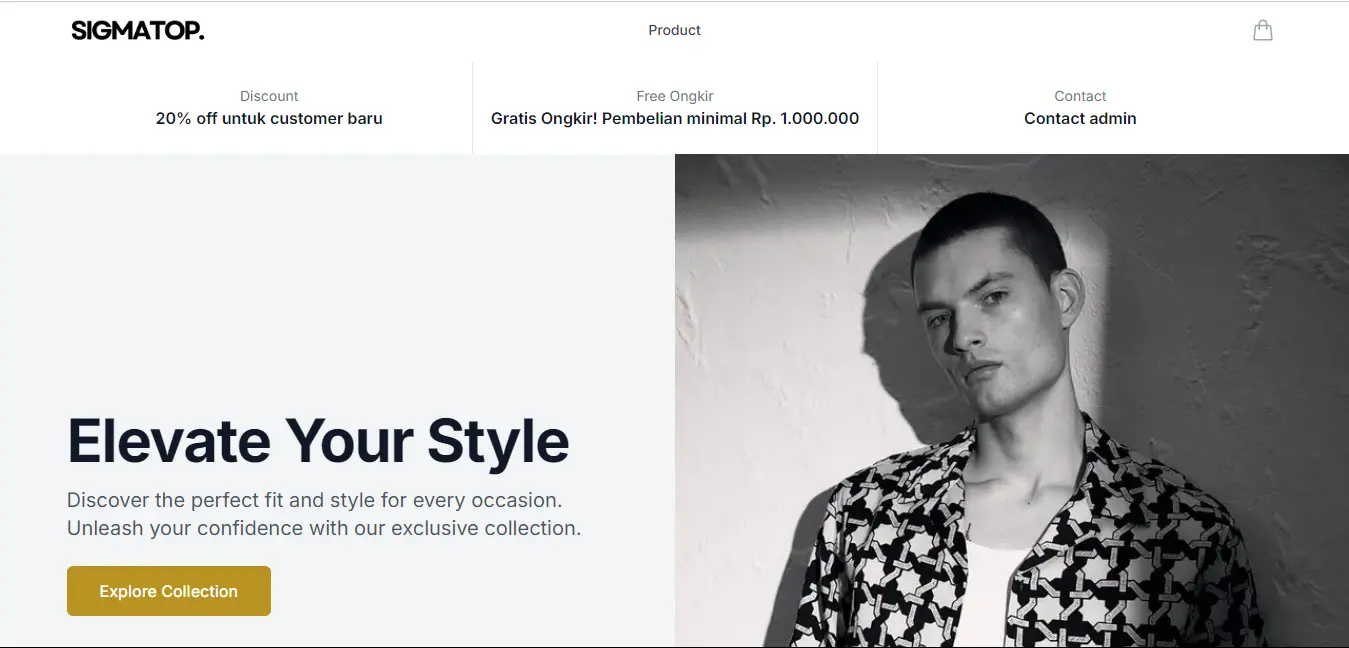 SIGMATOP.
Product
Discount
20% off untuk customer baru
Free Ongkir
Gratis Ongkir! Pembelian minimal Rp. 1.000.000
Contact
Contact admin
Elevate Your Style
Discover the perfect fit and style for every occasion.
Unleash your confidence with our exclusive collection.
Explore Collection